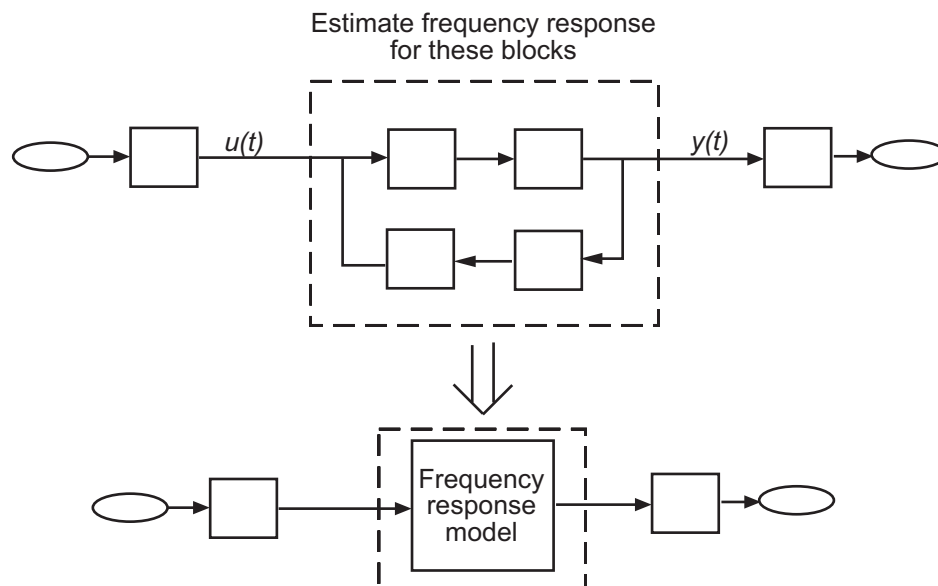 Estimate frequency response
for these blocks
u(t)
y(t)
Frequency
response
model